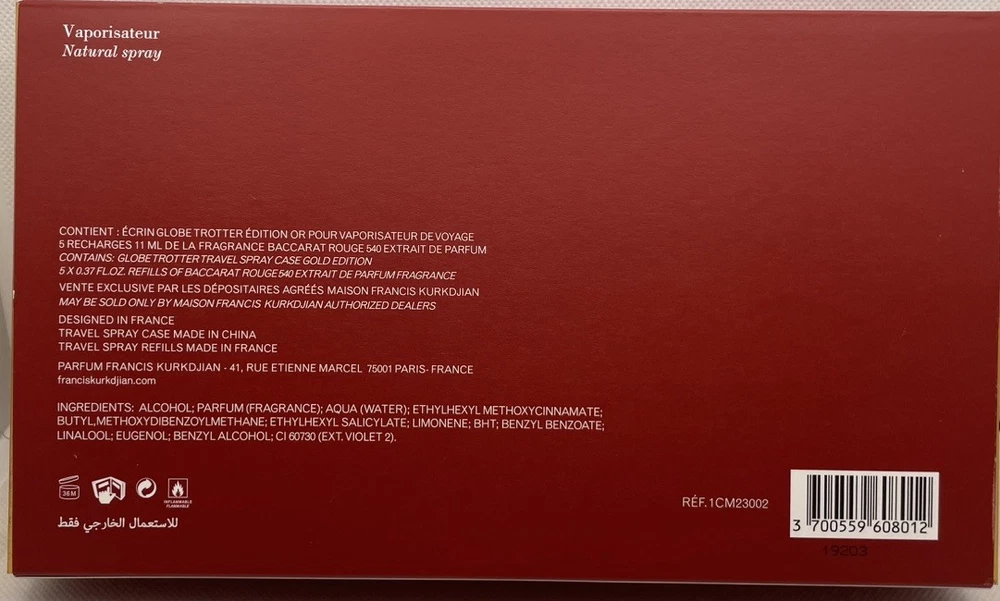 Vaporisateur
Natural spray
CONTIENT : ÉCRIN GLOBE TROTTER ÉDITION OR POUR VAPORISATEUR DE VOYAGE
5 RECHARGES 11 ML DE LA FRAGRANCE BACCARAT ROUGE 540 EXTRAIT DE PARFUM
CONTAINS: GLOBE TROTTER TRAVEL SPRAY CASE GOLD EDITION
5 X 0.37 FL.OZ. REFILLS OF BACCARAT ROUGE 540 EXTRAIT DE PARFUM FRAGRANCE
VENTE EXCLUSIVE PAR LES DÉPOSITAIRES AGRÉÉS MAISON FRANCIS KURKDJIAN
MAY BE SOLD ONLY BY MAISON FRANCIS KURKDJIAN AUTHORIZED DEALERS
DESIGNED IN FRANCE
TRAVEL SPRAY CASE MADE IN CHINA
TRAVEL SPRAY REFILLS MADE IN FRANCE
PARFUM FRANCIS KURKDJIAN - 41, RUE ETIENNE MARCEL 75001 PARIS- FRANCE
franciskurkdjian.com
INGREDIENTS: ALCOHOL; PARFUM (FRAGRANCE); AQUA (WATER); ETHYLHEXYL METHOXYCINNAMATE;
BUTYL,METHOXYDIBENZOYLMETHANE; ETHYLHEXYL SALICYLATE; LIMONENE; BHT; BENZYL BENZOATE;
LINALOOL; EUGENOL; BENZYL ALCOHOL; CI 60730 (EXT. VIOLET 2).
36M
INFLAMMABLE
FLAMMABLE
للاستعمال الخارجي فقط
RÉF. 1CM23002
3 700559 608012
19203